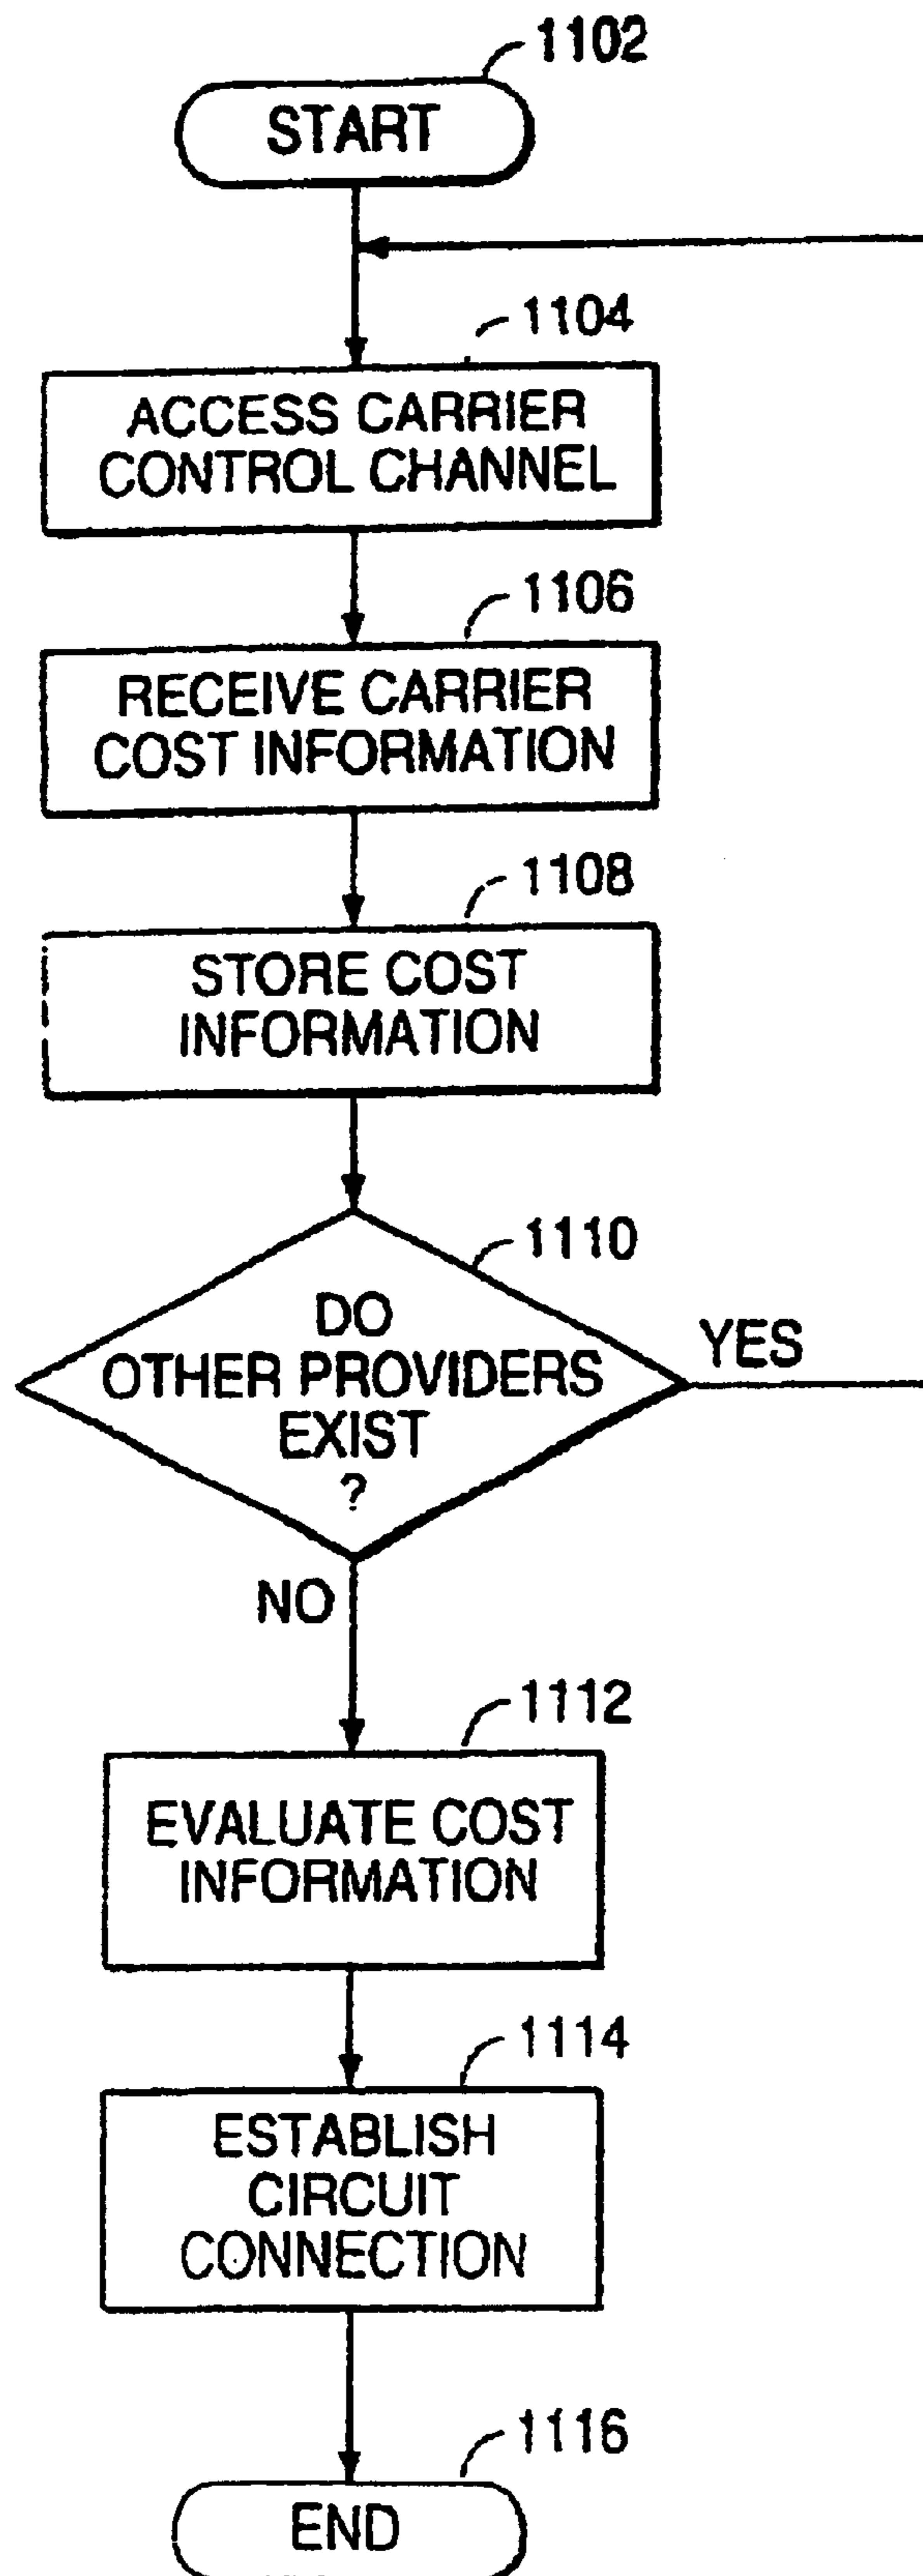 1102
START
1104
ACCESS CARRIER
CONTROL CHANNEL
1106
RECEIVE CARRIER
COST INFORMATION
1108
STORE COST
INFORMATION
1110
DO
OTHER PROVIDERS
EXIST
?
YES
NO
1112
EVALUATE COST
INFORMATION
1114
ESTABLISH
CIRCUIT
CONNECTION
1116
END